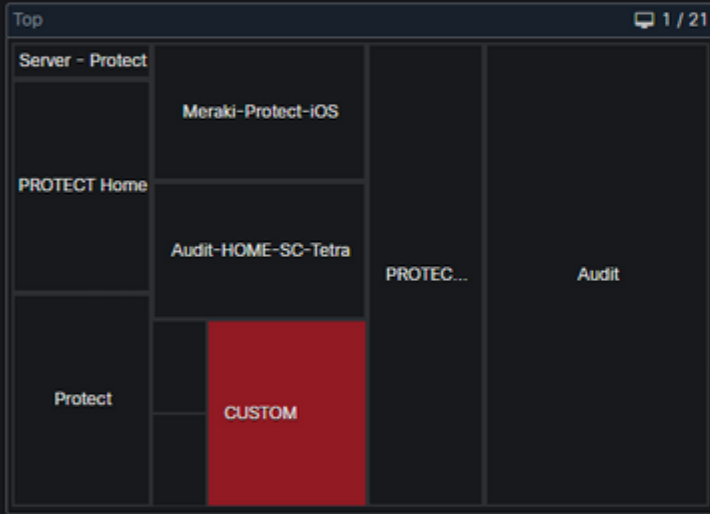 Top
1 / 21
Server - Protect
Meraki-Protect-iOS
PROTECT Home
Audit-HOME-SC-Tetra
PROTEC...
Audit
Protect
CUSTOM